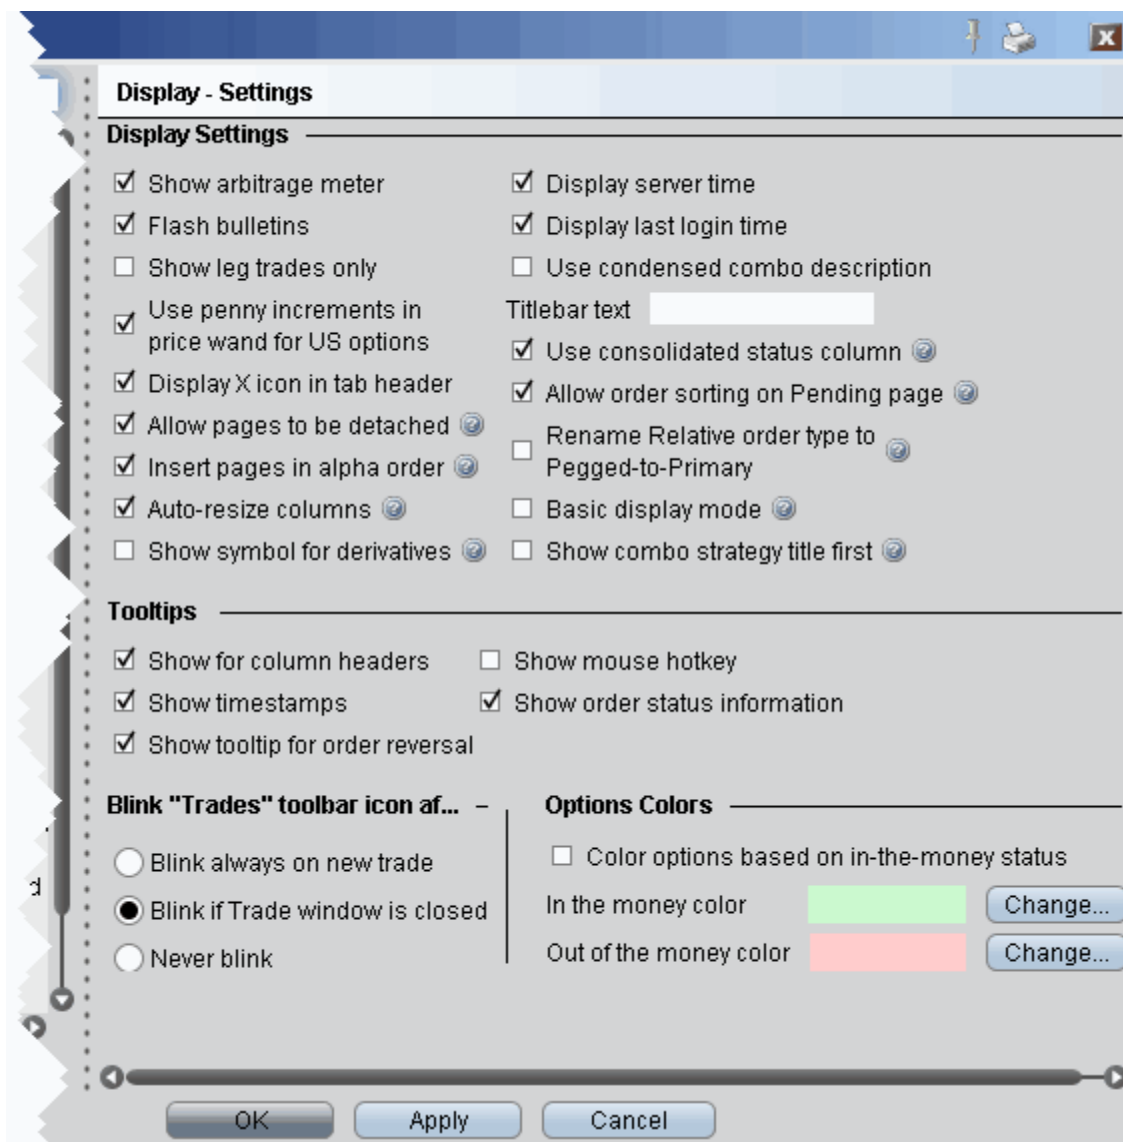 Display - Settings
Display Settings
Show arbitrage meter
Flash bulletins
Show leg trades only
Use penny increments in
price wand for US options
Display X icon in tab header
Allow pages to be detached
Insert pages in alpha order
Auto-resize columns
Show symbol for derivatives
Display server time
Display last login time
Use condensed combo description
Titlebar text
Use consolidated status column
Allow order sorting on Pending page
Rename Relative order type to
Pegged-to-Primary
Basic display mode
Show combo strategy title first
Tooltips
Show for column headers
Show timestamps
Show tooltip for order reversal
Show mouse hotkey
Show order status information
Blink "Trades" toolbar icon af...
Blink always on new trade
Blink if Trade window is closed
Never blink
Options Colors
Color options based on in-the-money status
In the money color
Change...
Out of the money color
Change...
OK
Apply
Cancel